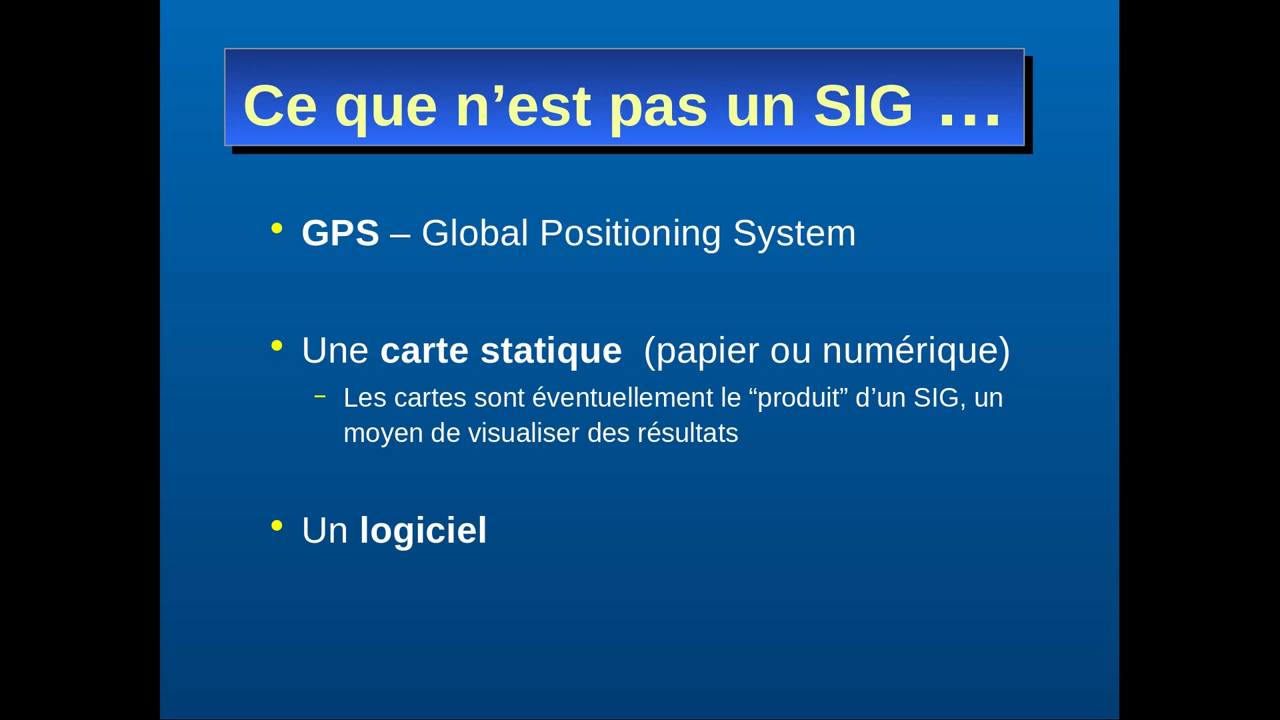 Ce que n’est pas un SIG …
• GPS – Global Positioning System
• Une carte statique (papier ou numérique)
– Les cartes sont éventuellement le “produit” d’un SIG, un
moyen de visualiser des résultats
• Un logiciel